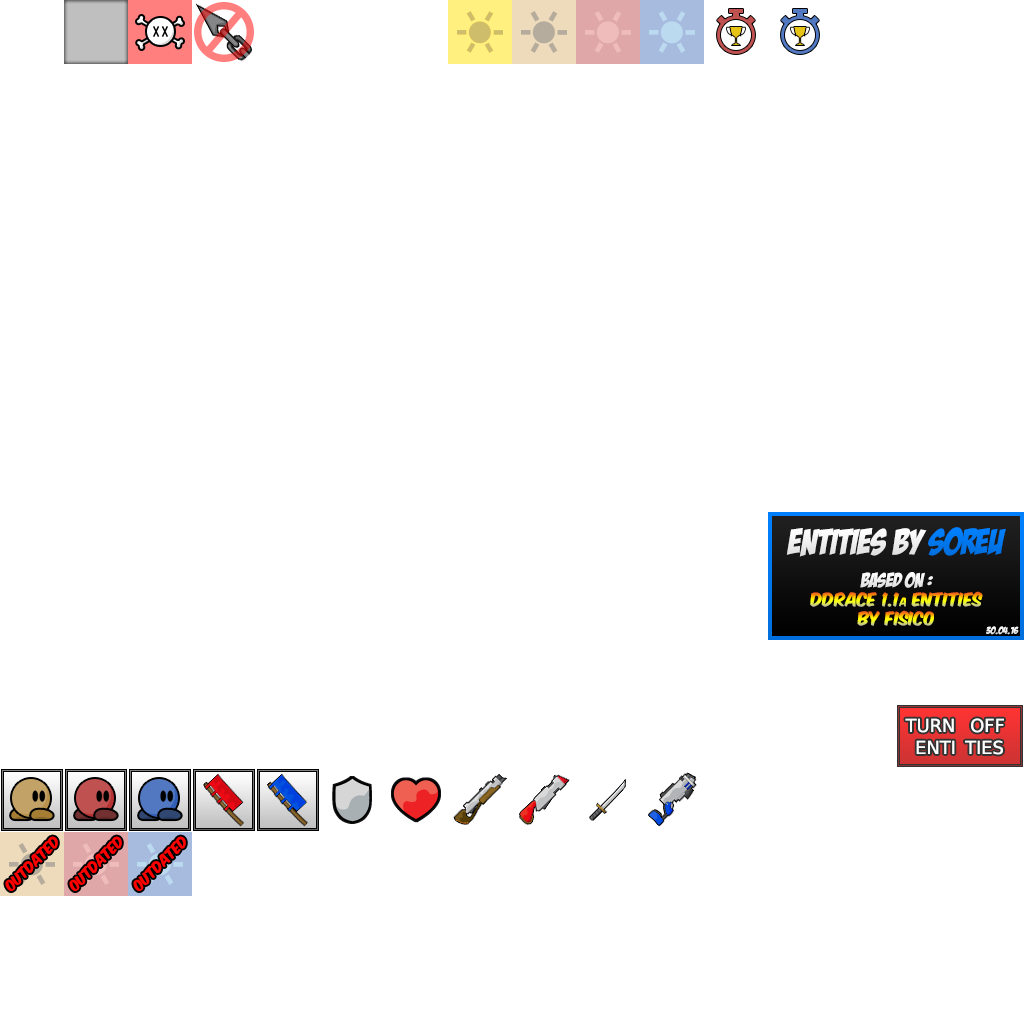 ENTITIES BY SOREU
BASED ON :
DDRACE 1.1A ENTITIES
BY FISICO
30.04.16
TURN OFF
ENTI TIES
OUTDATED OUTDATED OUTDATED